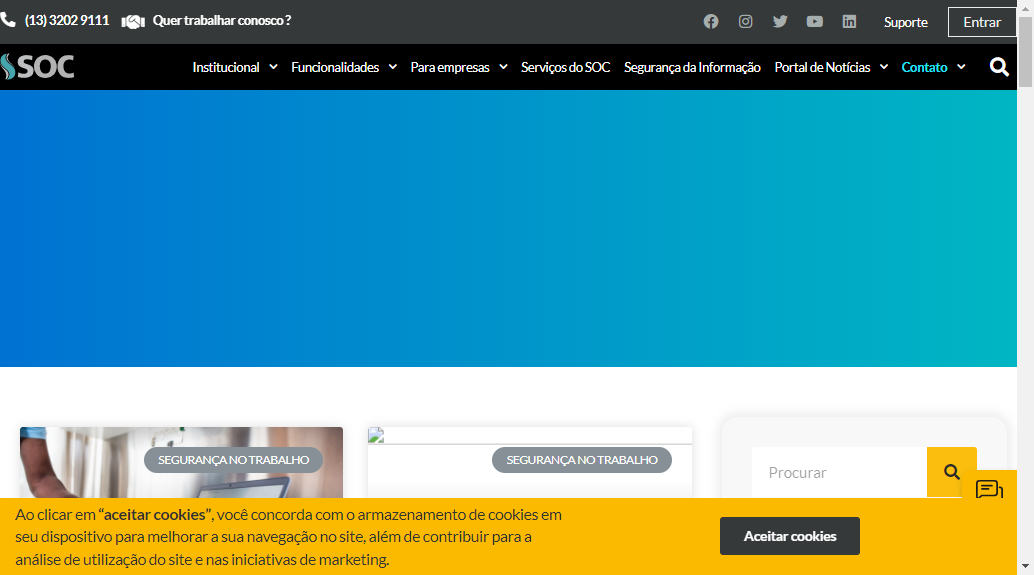 (13) 3202 9111 Quer trabalhar conosco ? Suporte Entrar
SOC Institucional Funcionalidades Para empresas Serviços do SOC Segurança da Informação Portal de Notícias Contato
SEGURANÇA NO TRABALHO SEGURANÇA NO TRABALHO
Procurar
Ao clicar em “aceitar cookies”, você concorda com o armazenamento de cookies em
seu dispositivo para melhorar a sua navegação no site, além de contribuir para a
análise de utilização do site e nas iniciativas de marketing.
Aceitar cookies